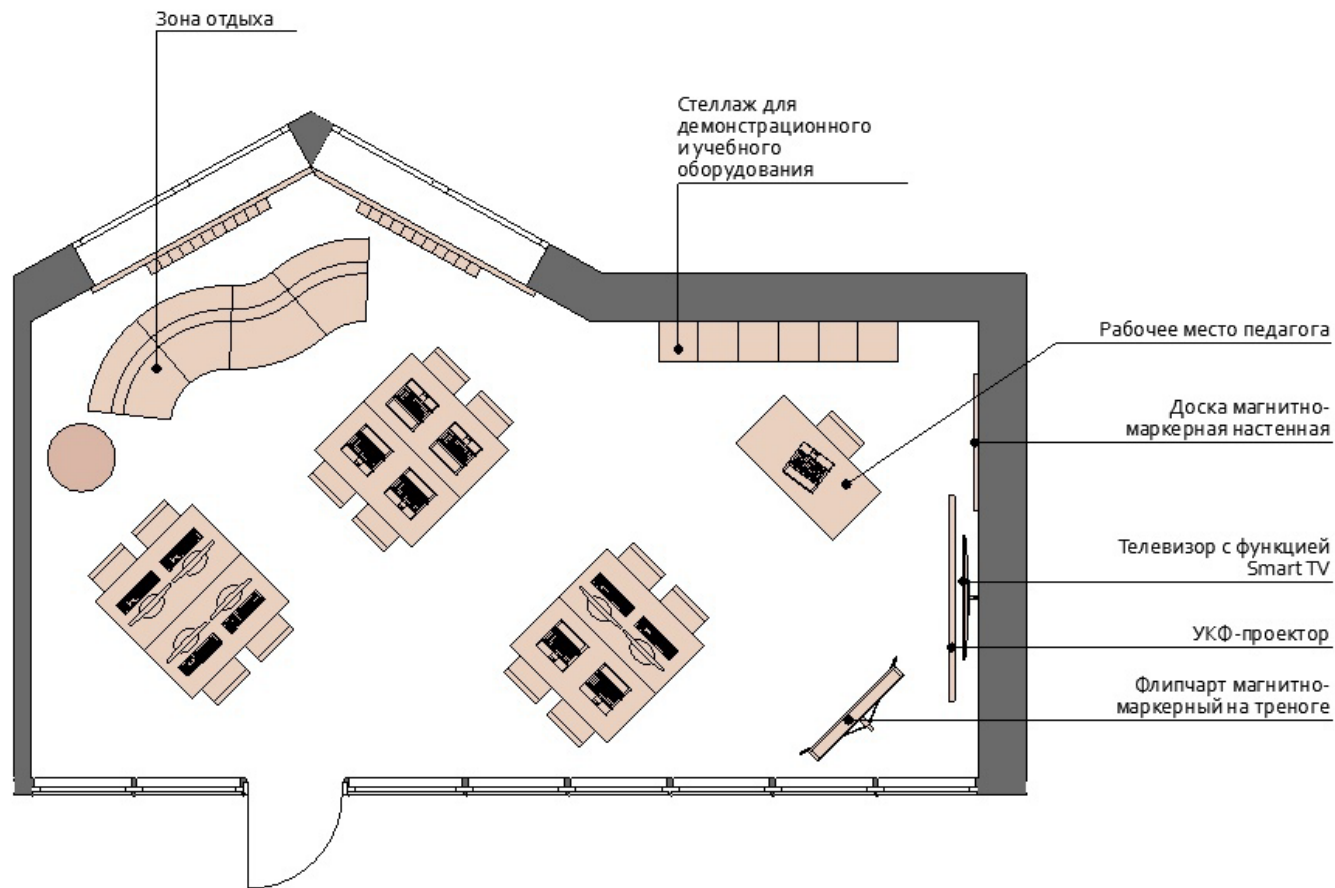 Зона отдыха
Стеллаж для
демонстрационного
и учебного
оборудования
Рабочее место педагога
Доска магнитно-
маркерная настенная
Телевизор с функцией
Smart TV
УКФ-проектор
Флипчарт магнитно-
маркерный на треноге